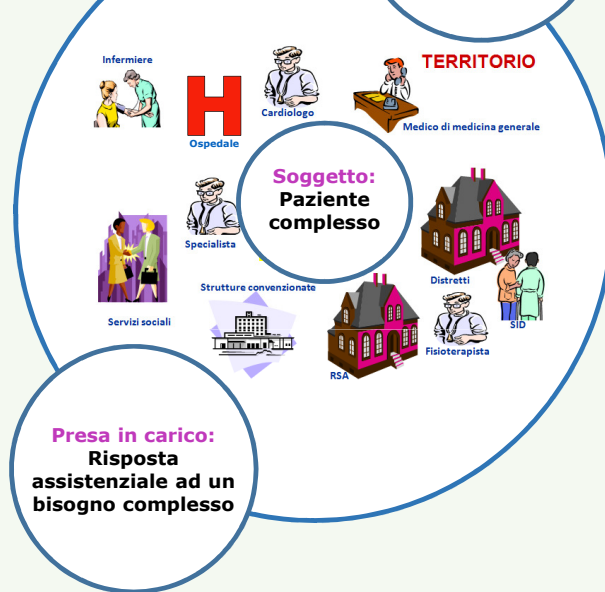 Infermiere
TERRITORIO
H
Cardiologo
Ospedale
Medico di medicina generale
Soggetto:
Paziente
complesso
Specialista
Strutture convenzionate
Distretti
Servizi sociali
SID
Fisioterapista
RSA
Presa in carico:
Risposta
assistenziale ad un
bisogno complesso